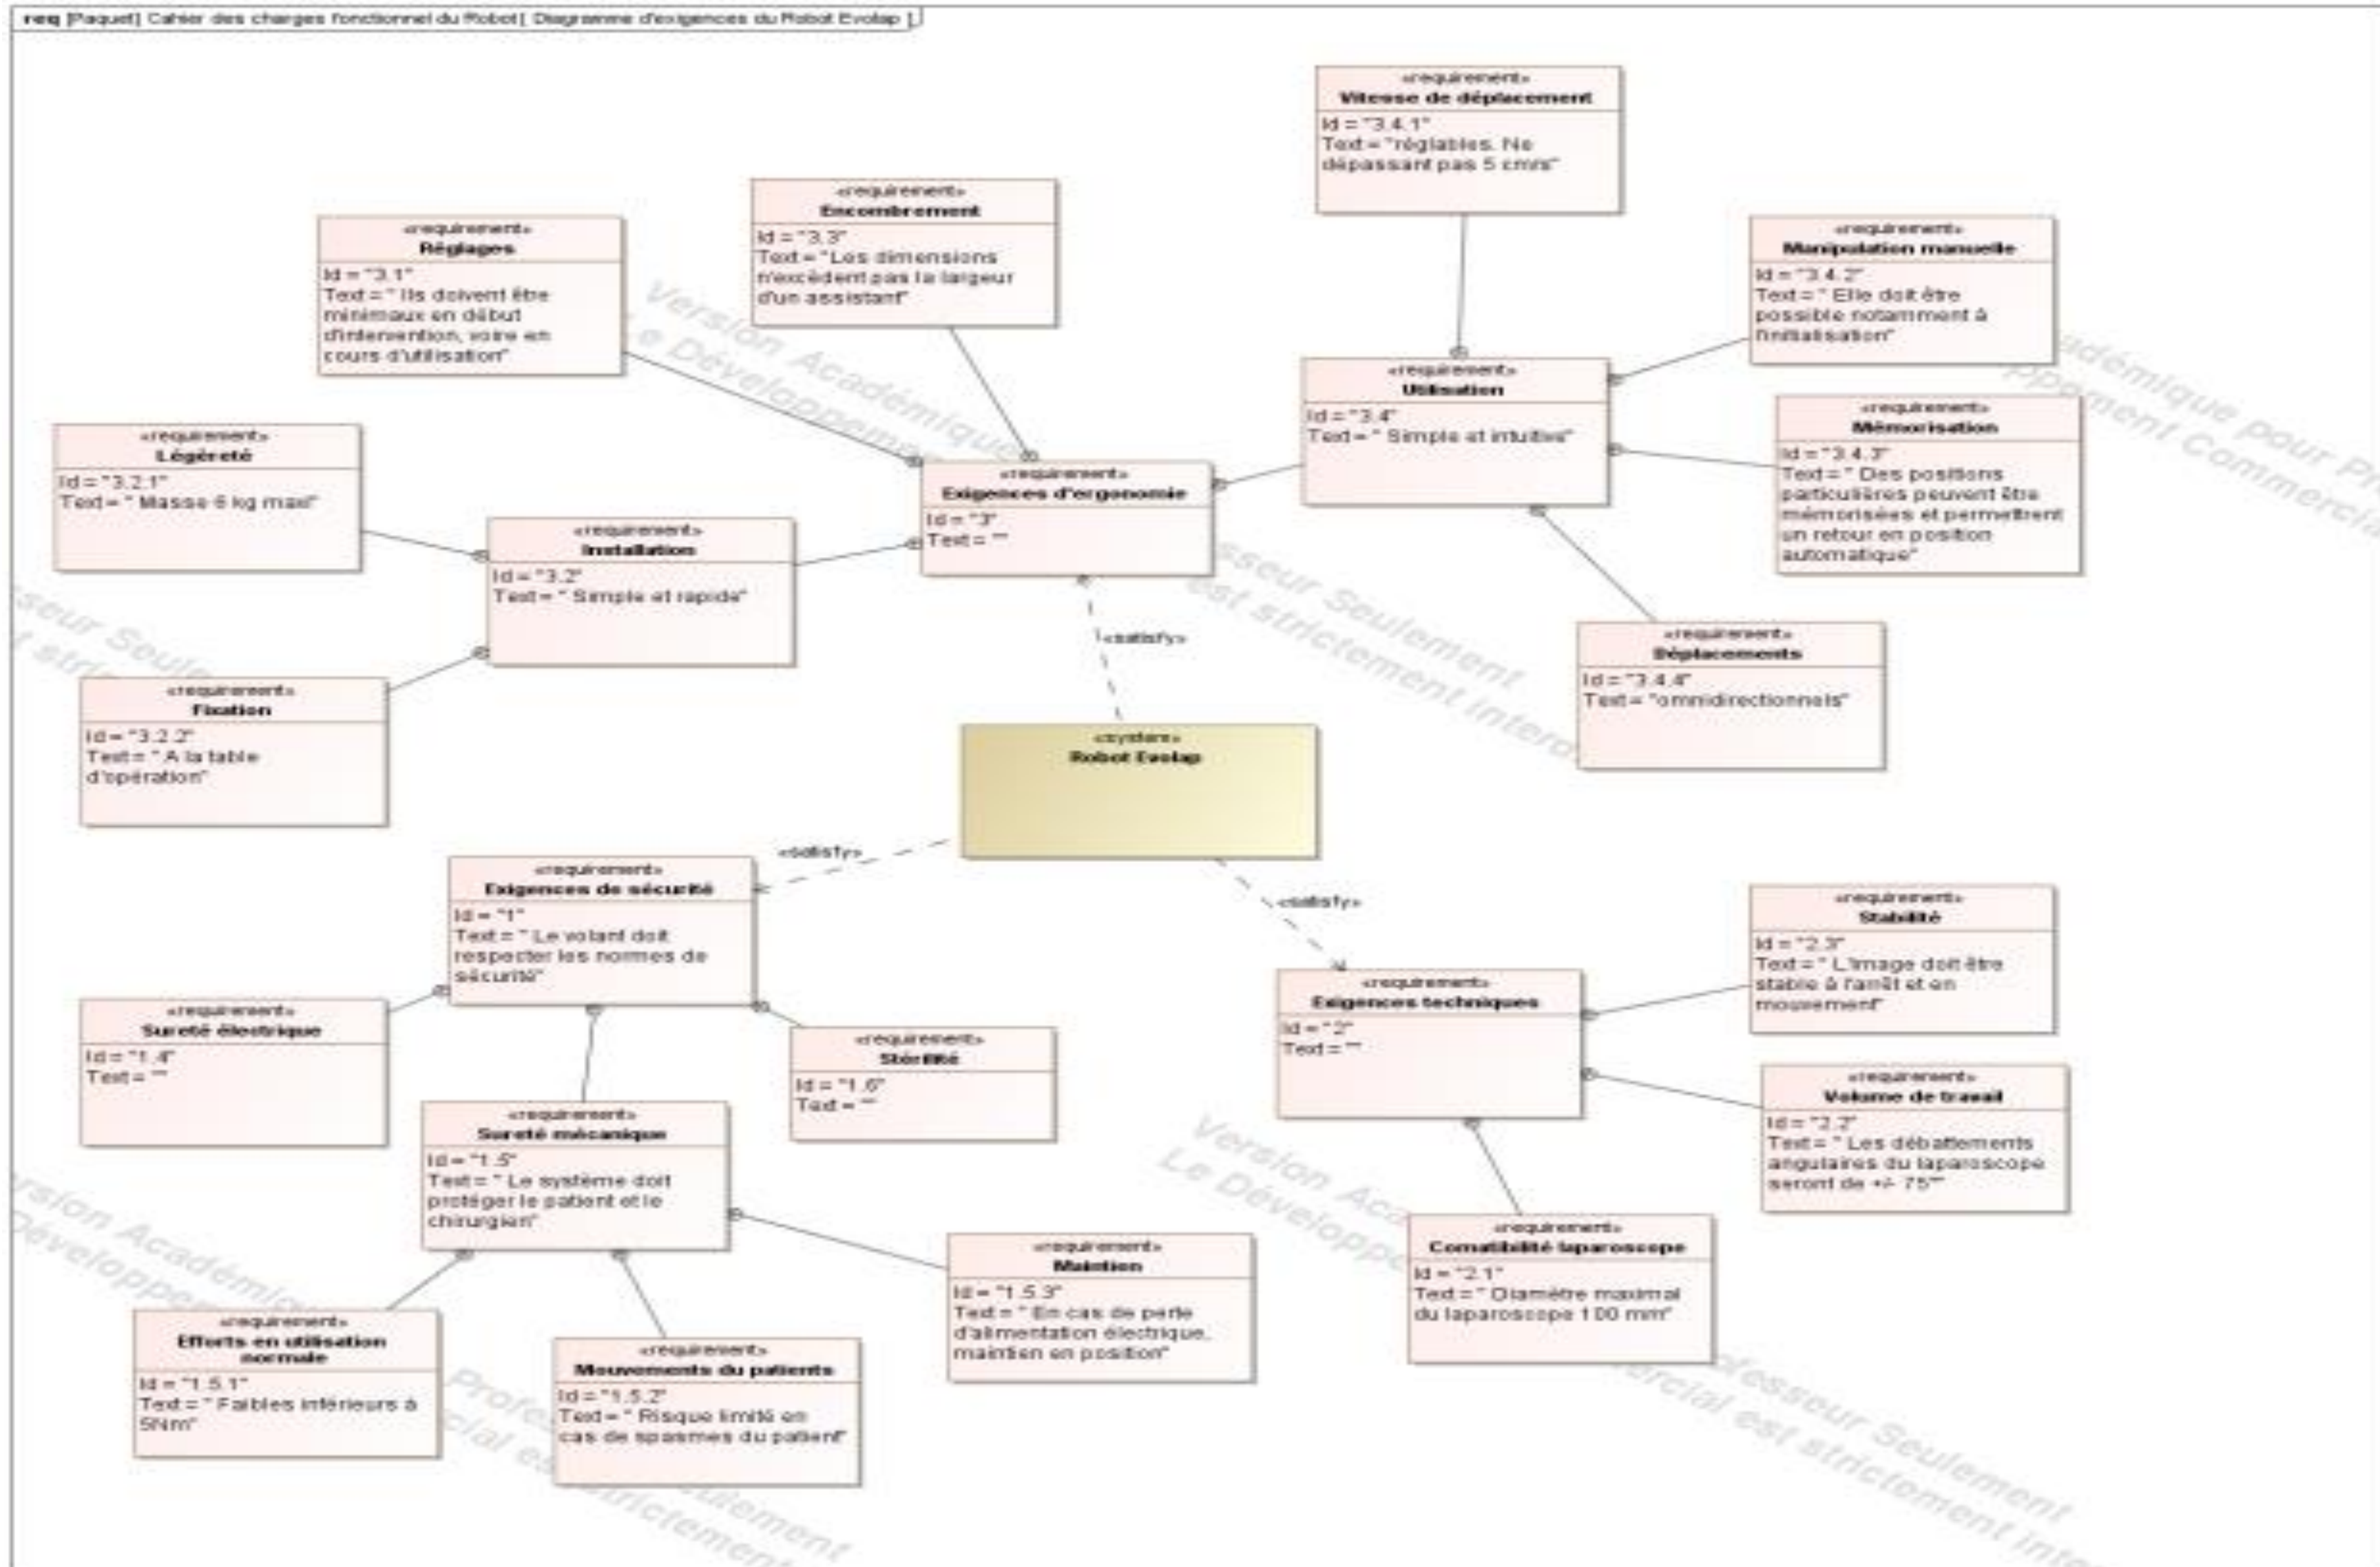 req [Paquet] Cahier des charges fonctionnel du Robot [ Diagramme d'exigences du Robot Evolap ]
«requirement»
Vitesse de déplacement
Id = "3.4.1"
Text = "réglables. Ne
dépassant pas 5 cm/s"
«requirement»
Encombrement
Id = "3.3"
Text = "Les dimensions
n'excèdent pas la largeur
d'un assistant"
«requirement»
Réglages
Id = "3.1"
Text = " Ils doivent être
minimaux en début
d'intervention, voire en
cours d'utilisation"
«requirement»
Manipulation manuelle
Id = "3.4.2"
Text = " Elle doit être
possible notamment à
l'initialisation"
«requirement»
Utilisation
Id = "3.4"
Text = " Simple et intuitive"
«requirement»
Mémorisation
Id = "3.4.3"
Text = " Des positions
particulières peuvent être
mémorisées et permettrent
un retour en position
automatique"
«requirement»
Légèreté
Id = "3.2.1"
Text = " Masse 6 kg maxi"
«requirement»
Exigences d'ergonomie
Id = "3"
Text = ""
«requirement»
Installation
Id = "3.2"
Text = " Simple et rapide"
«requirement»
Déplacements
Id = "3.4.4"
Text = "omnidirectionnels"
«satisfy»
«requirement»
Fixation
Id = "3.2.2"
Text = " A la table
d'opération"
«system»
Robot Evolap
«satisfy»
«satisfy»
«requirement»
Exigences de sécurité
Id = "1"
Text = " Le volant doit
respecter les normes de
sécurité"
«requirement»
Stabilité
Id = "2.3"
Text = " L'image doit être
stable à l'arrêt et en
mouvement"
«requirement»
Exigences techniques
Id = "2"
Text = ""
«requirement»
Sureté électrique
Id = "1.4"
Text = ""
«requirement»
Stérilité
Id = "1.6"
Text = ""
«requirement»
Volume de travail
Id = "2.2"
Text = " Les débattements
angulaires du laparoscope
seront de +/- 75°"
«requirement»
Sureté mécanique
Id = "1.5"
Text = " Le système doit
protéger le patient et le
chirurgien"
«requirement»
Comatibilité laparoscope
Id = "2.1"
Text = " Diamètre maximal
du laparoscope 100 mm"
«requirement»
Maintien
Id = "1.5.3"
Text = " En cas de perte
d'alimentation électrique,
maintien en position"
«requirement»
Efforts en utilisation
normale
Id = "1.5.1"
Text = " Faibles inférieurs à
5Nm"
«requirement»
Mouvements du patients
Id = "1.5.2"
Text = " Risque limité en
cas de spasmes du patient"
Version Académique
Le Développement
Professeur Seulement
est strictement